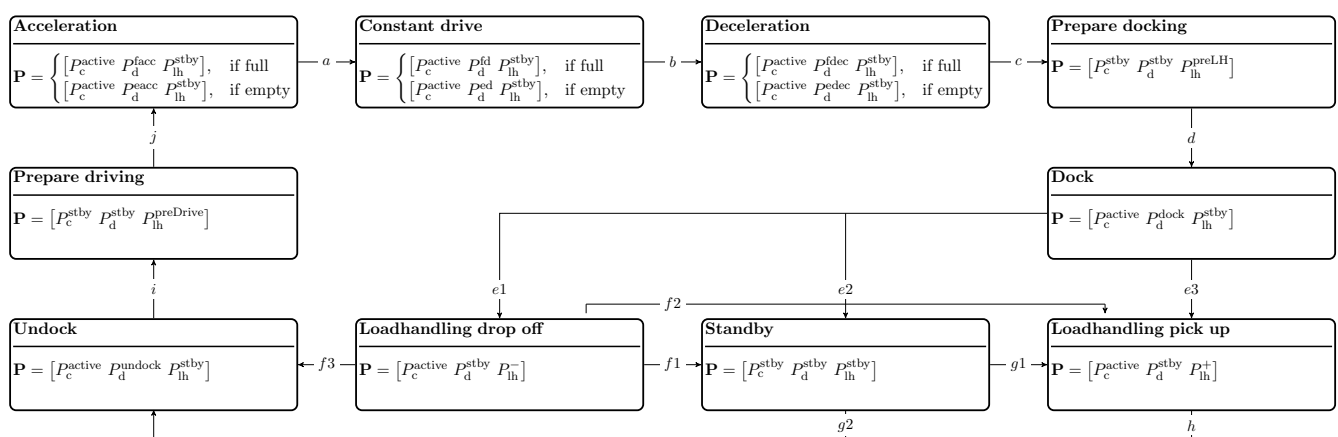 Acceleration
P = { [P_c^active P_d^facc P_lh^stby], if full
[P_c^active P_d^eacc P_lh^stby], if empty
a
Constant drive
P = { [P_c^active P_d^fd P_lh^stby], if full
[P_c^active P_d^ed P_lh^stby], if empty
b
Deceleration
P = { [P_c^active P_d^fdec P_lh^stby], if full
[P_c^active P_d^edec P_lh^stby], if empty
c
Prepare docking
P = [P_c^stby P_d^stby P_lh^preLH]
j
d
Prepare driving
P = [P_c^stby P_d^stby P_lh^preDrive]
Dock
P = [P_c^active P_d^dock P_lh^stby]
i
e1
e2
e3
f2
Undock
P = [P_c^active P_d^undock P_lh^stby]
f3
Loadhandling drop off
P = [P_c^active P_d^stby P_lh^-]
f1
Standby
P = [P_c^stby P_d^stby P_lh^stby]
g1
Loadhandling pick up
P = [P_c^active P_d^stby P_lh^+]
g2
h